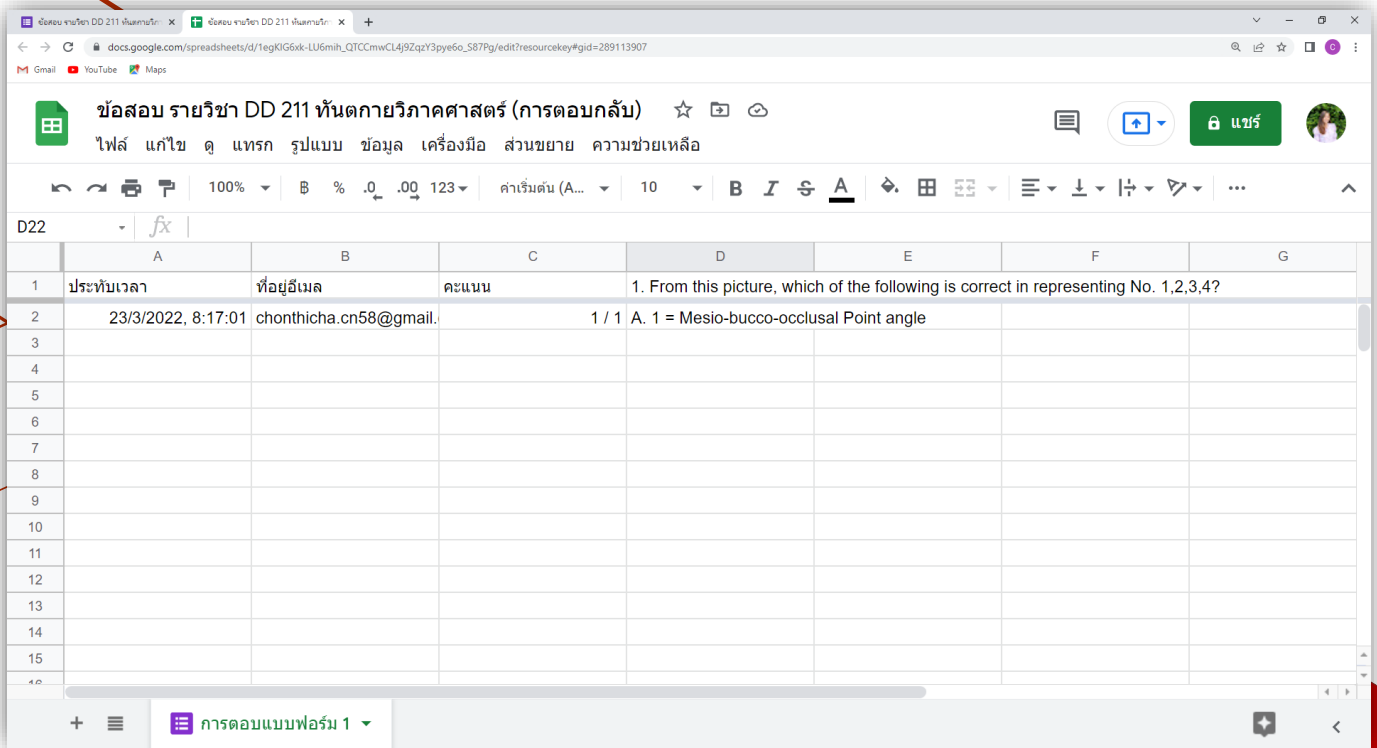 ข้อสอบ รายวิชา DD 211 ทันตกายวิภา
ข้อสอบ รายวิชา DD 211 ทันตกายวิภา
docs.google.com/spreadsheets/d/1egKIG6xk-LU6mih_QTCCmwCL4j9ZqzY3pye6o_S87Pg/edit?resourcekey#gid=289113907
C
Gmail YouTube Maps
ข้อสอบ รายวิชา DD 211 ทันตกายวิภาคศาสตร์ (การตอบกลับ)
ไฟล์ แก้ไข ดู แทรก รูปแบบ ข้อมูล เครื่องมือ ส่วนขยาย ความช่วยเหลือ
แชร์
100% ฿ % .0 .00 123 ค่าเริ่มต้น (A... 10 B I S A
D22 fx
A B C D E F G
1 ประทับเวลา ที่อยู่อีเมล คะแนน 1. From this picture, which of the following is correct in representing No. 1,2,3,4?
2 23/3/2022, 8:17:01 chonthicha.cn58@gmail. 1 / 1 A. 1 = Mesio-bucco-occlusal Point angle
3
4
5
6
7
8
9
10
11
12
13
14
15
16
การตอบแบบฟอร์ม 1